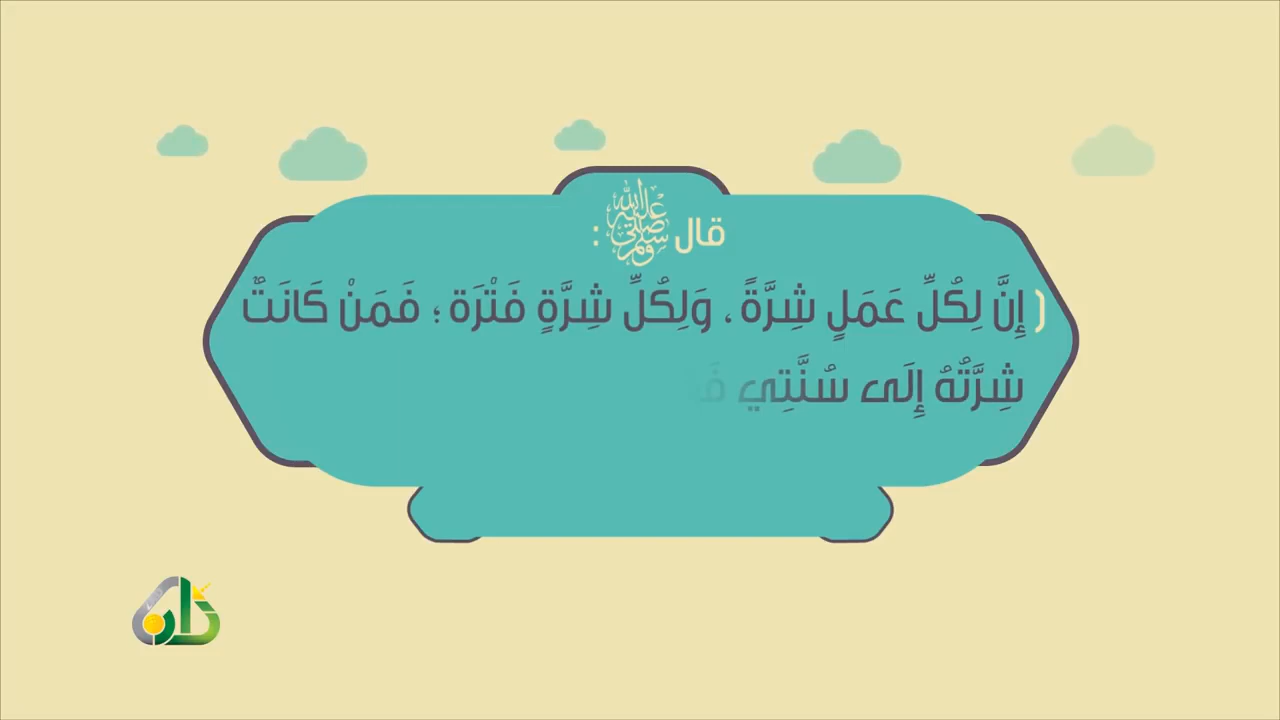 قال ﷺ :
( إِنَّ لِكُلِّ عَمَلٍ شِرَّةً ، وَلِكُلِّ شِرَّةٍ فَتْرَة ؛ فَمَنْ كَانَتْ
شِرَّتُهُ إِلَى سُنَّتِي